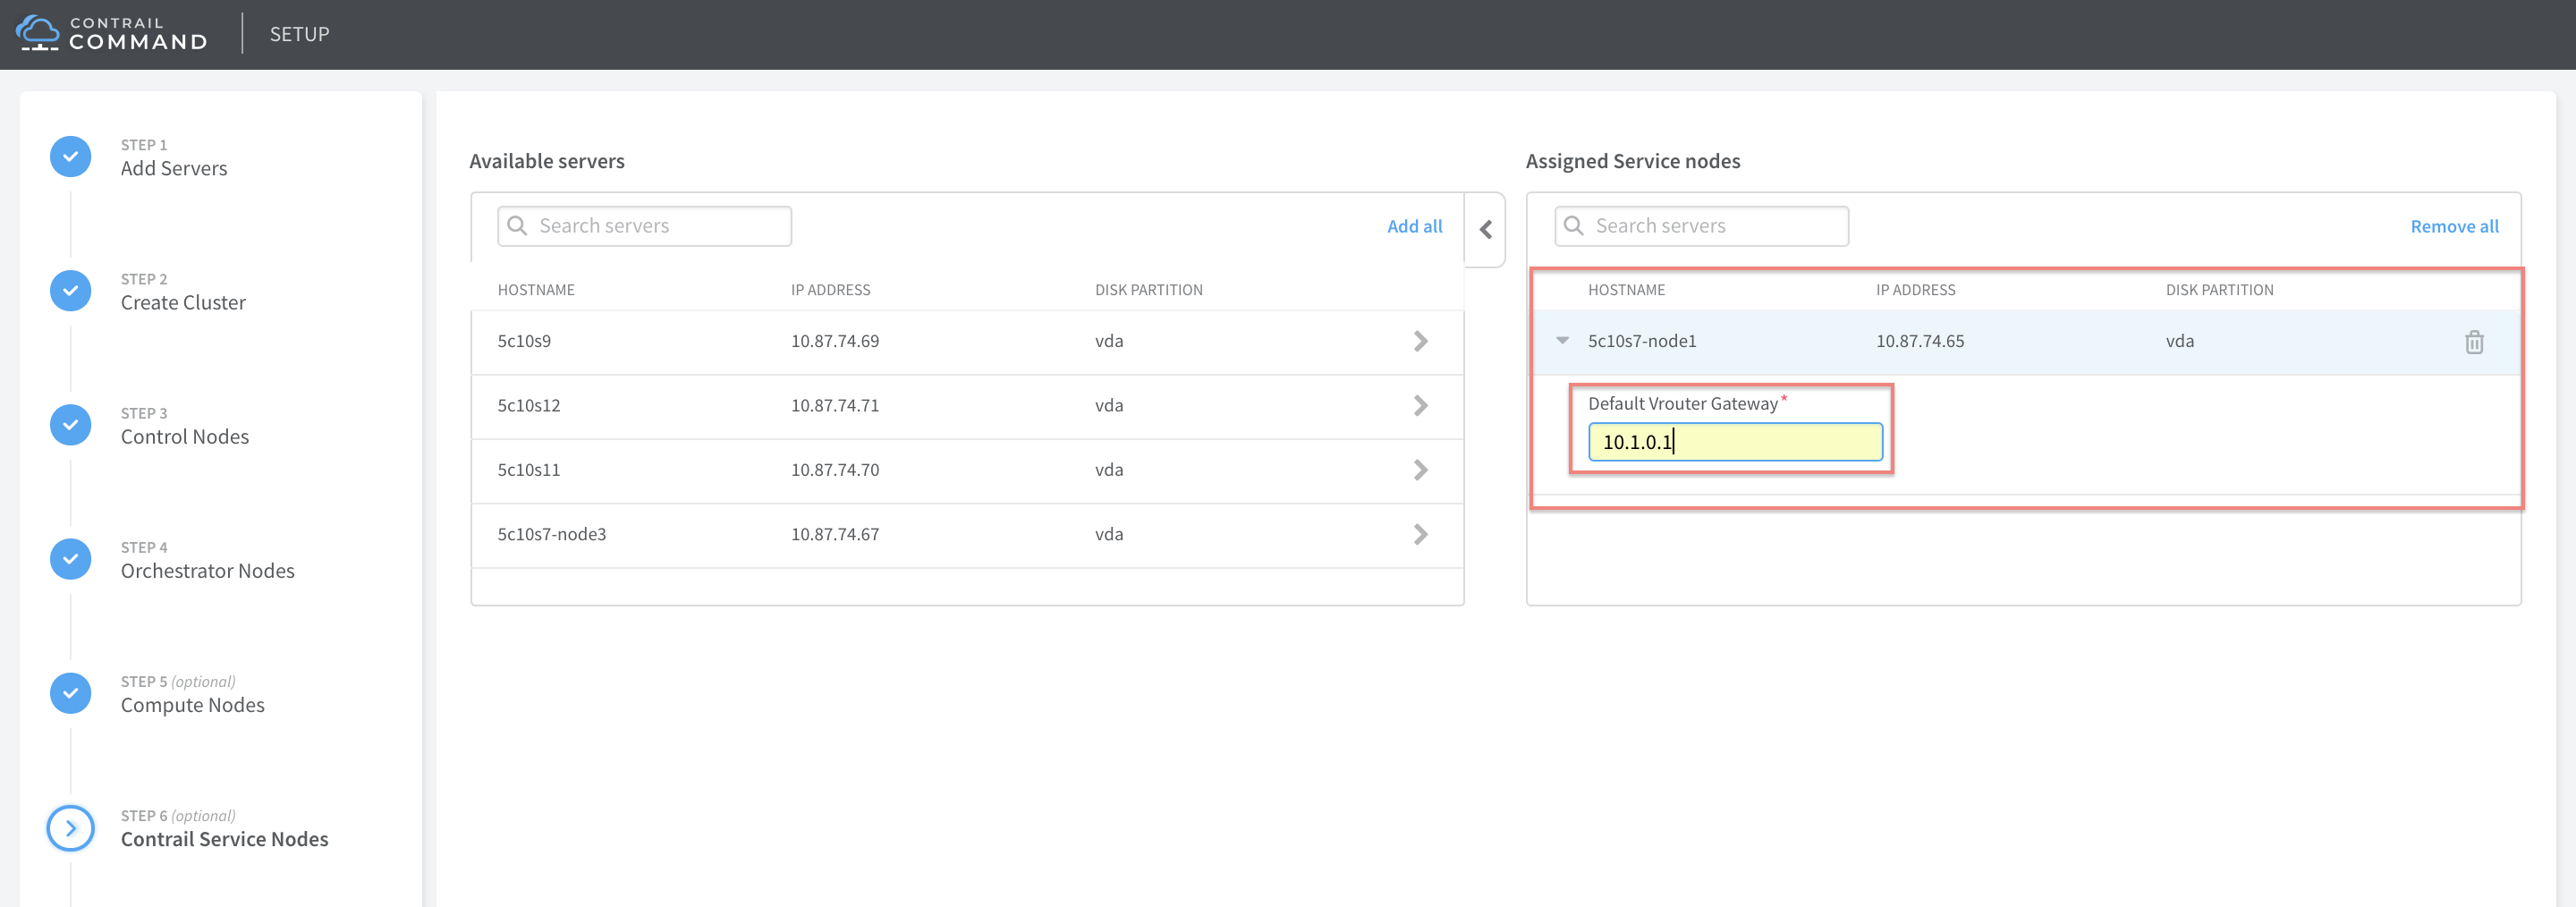 CONTRAIL
COMMAND
SETUP
STEP 1
Add Servers
STEP 2
Create Cluster
STEP 3
Control Nodes
STEP 4
Orchestrator Nodes
STEP 5 (optional)
Compute Nodes
STEP 6 (optional)
Contrail Service Nodes
Available servers
Search servers
Add all
HOSTNAME IP ADDRESS DISK PARTITION
5c10s9 10.87.74.69 vda
5c10s12 10.87.74.71 vda
5c10s11 10.87.74.70 vda
5c10s7-node3 10.87.74.67 vda
Assigned Service nodes
Search servers
Remove all
HOSTNAME IP ADDRESS DISK PARTITION
5c10s7-node1 10.87.74.65 vda
Default Vrouter Gateway*
10.1.0.1